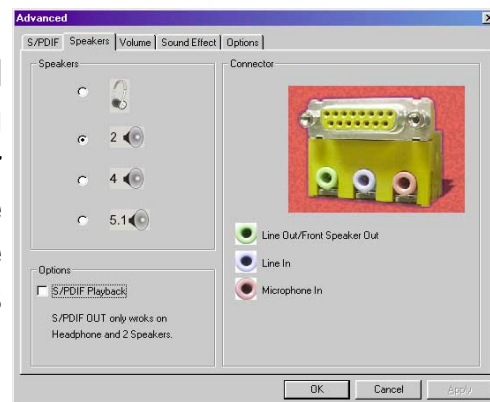 Advanced
S/PDIF Speakers Volume Sound Effect Options
Speakers
2
4
5.1
Options
S/PDIF Playback
S/PDIF OUT only wroks on
Headphone and 2 Speakers.
Connector
Line Out/Front Speaker Out
Line In
Microphone In
OK Cancel Apply